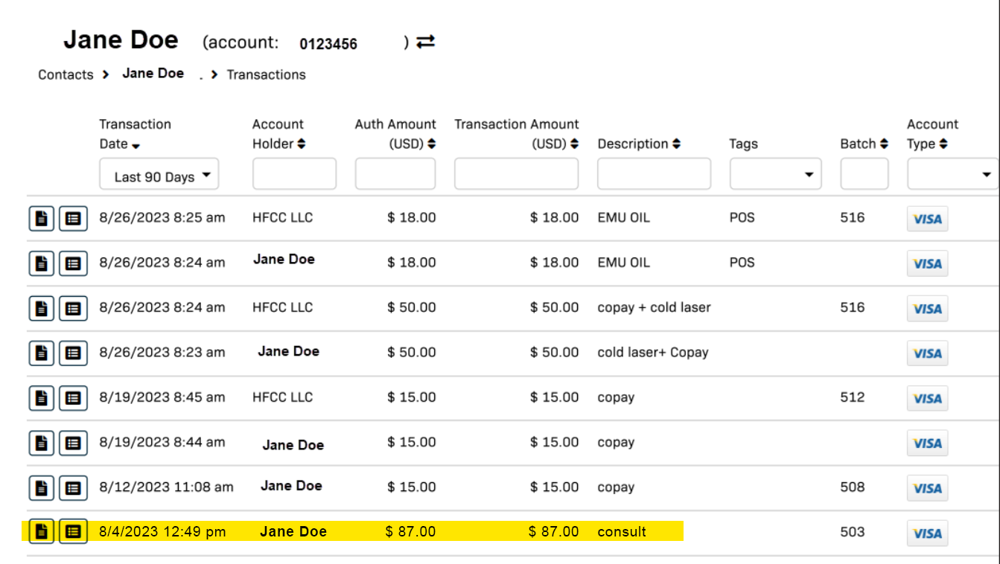 Jane Doe (account: 0123456 )
Contacts > Jane Doe . > Transactions
Transaction Date Account Holder Auth Amount (USD) Transaction Amount (USD) Description Tags Batch Account Type
Last 90 Days
8/26/2023 8:25 am HFCC LLC $ 18.00 $ 18.00 EMU OIL POS 516 VISA
8/26/2023 8:24 am Jane Doe $ 18.00 $ 18.00 EMU OIL POS VISA
8/26/2023 8:24 am HFCC LLC $ 50.00 $ 50.00 copay + cold laser 516 VISA
8/26/2023 8:23 am Jane Doe $ 50.00 $ 50.00 cold laser+ Copay VISA
8/19/2023 8:45 am HFCC LLC $ 15.00 $ 15.00 copay 512 VISA
8/19/2023 8:44 am Jane Doe $ 15.00 $ 15.00 copay VISA
8/12/2023 11:08 am Jane Doe $ 15.00 $ 15.00 copay 508 VISA
8/4/2023 12:49 pm Jane Doe $ 87.00 $ 87.00 consult 503 VISA